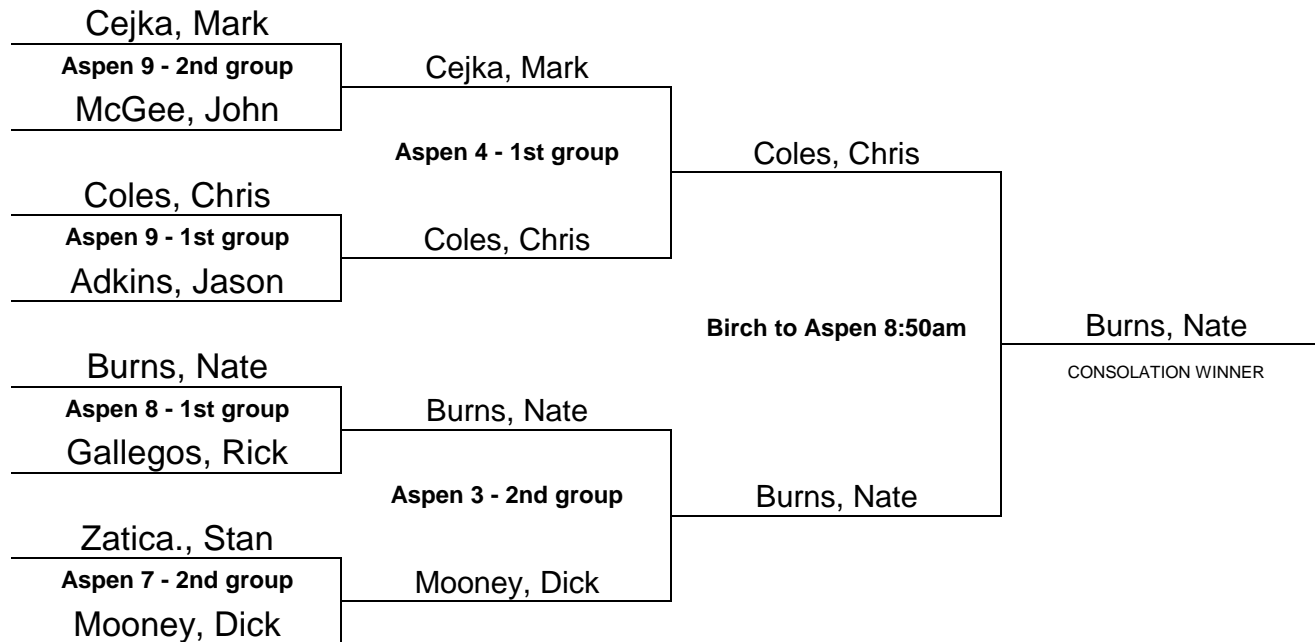 Cejka, Mark
Aspen 9 - 2nd group
McGee, John
Coles, Chris
Aspen 9 - 1st group
Adkins, Jason
Burns, Nate
Aspen 8 - 1st group
Gallegos, Rick
Zatica., Stan
Aspen 7 - 2nd group
Mooney, Dick
Cejka, Mark
Aspen 4 - 1st group
Coles, Chris
Burns, Nate
Aspen 3 - 2nd group
Mooney, Dick
Coles, Chris
Birch to Aspen 8:50am
Burns, Nate
Burns, Nate
CONSOLATION WINNER